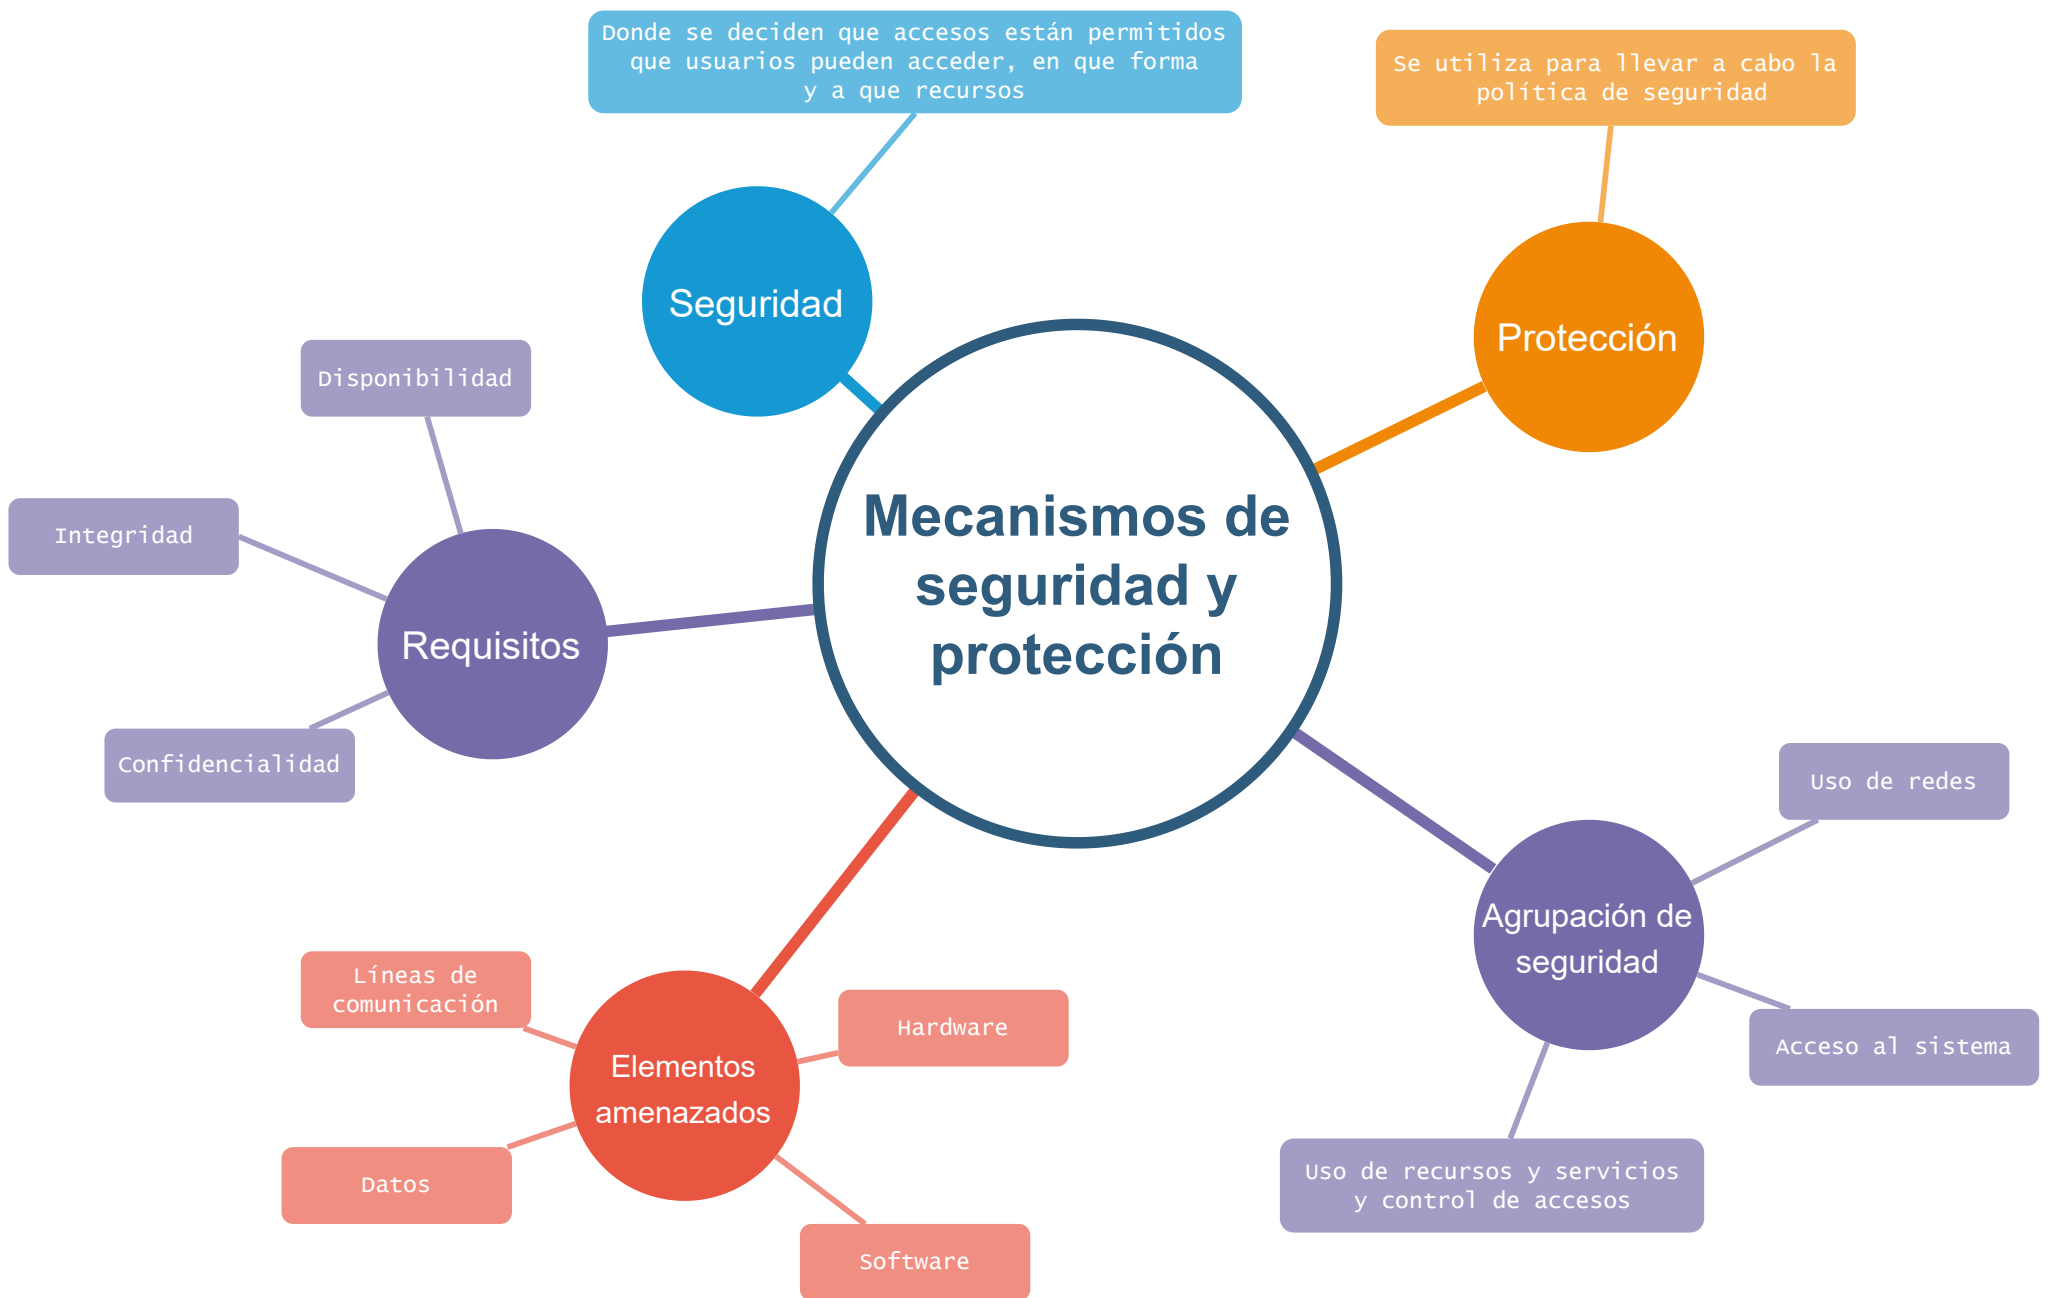 Donde se deciden que accesos están permitidos
que usuarios pueden acceder, en que forma
y a que recursos
Se utiliza para llevar a cabo la
política de seguridad
Seguridad
Protección
Disponibilidad
Integridad
Requisitos
Confidencialidad
Mecanismos de
seguridad y
protección
Uso de redes
Agrupación de
seguridad
Acceso al sistema
Uso de recursos y servicios
y control de accesos
Líneas de
comunicación
Hardware
Elementos
amenazados
Datos
Software